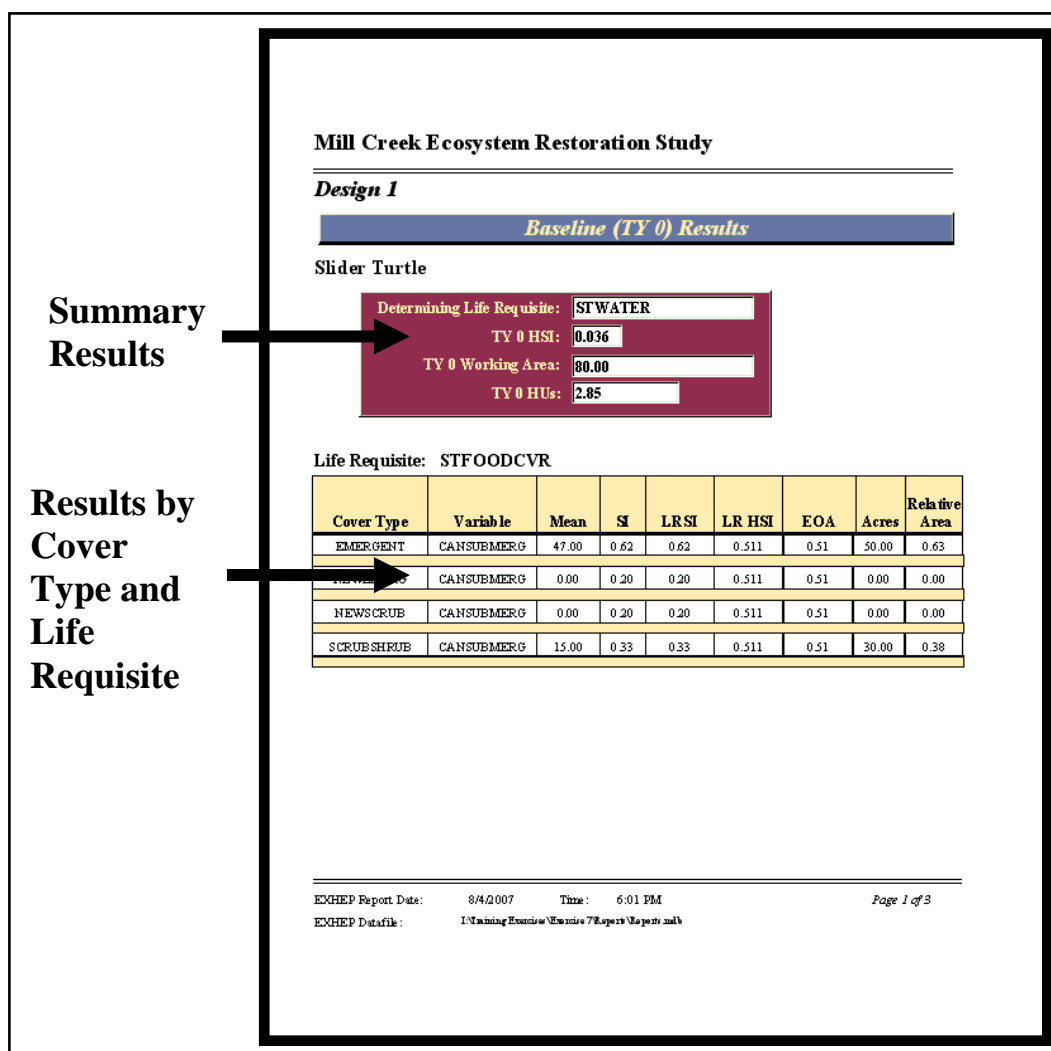 Mill Creek Ecosystem Restoration Study
Design 1
Baseline (TY 0) Results
Slider Turtle
Summary
Results
Determining Life Requisite: STWATER
TY 0 HSI: 0.036
TY 0 Working Area: 80.00
TY 0 HUs: 2.85
Results by
Cover
Type and
Life
Requisite
Life Requisite: STFOODCVR
Cover Type Variable Mean SI LRSI LR HSI EOA Acres Relative Area
EMERGENT CANSUBMERG 47.00 0.62 0.62 0.511 0.51 50.00 0.63
CANSUBMERG 0.00 0.20 0.20 0.511 0.51 0.00 0.00
NEWSCRUB CANSUBMERG 0.00 0.20 0.20 0.511 0.51 0.00 0.00
SCRUBSHRUB CANSUBMERG 15.00 0.33 0.33 0.511 0.51 30.00 0.38
EXHEP Report Date: 8/4/2007 Time: 6:01 PM Page 1 of 3
EXHEP Datafile: I:\Training Exercises\Exercise 7\Reports\Reports.mdb